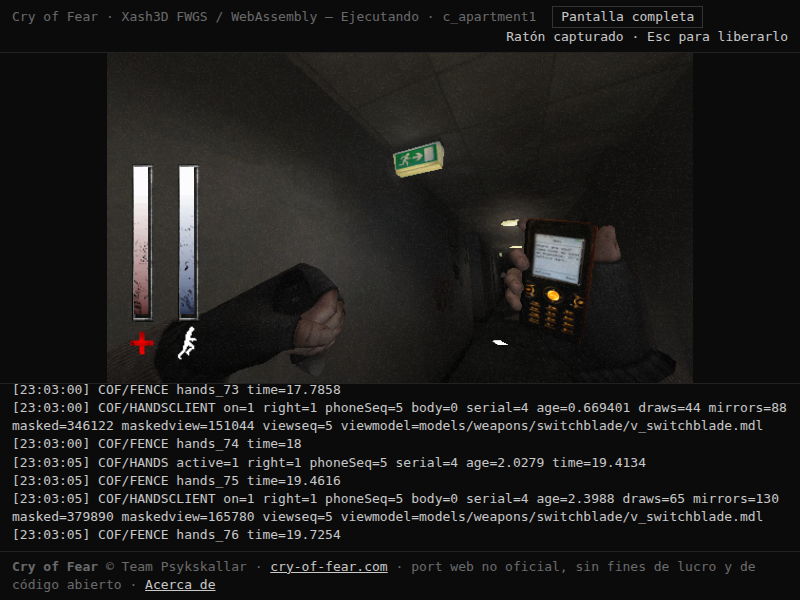 Cry of Fear · Xash3D FWGS / WebAssembly — Ejecutando · c_apartment1 Pantalla completa
Ratón capturado · Esc para liberarlo
[23:03:00] COF/FENCE hands_73 time=17.7858
[23:03:00] COF/HANDSCLIENT on=1 right=1 phoneSeq=5 body=0 serial=4 age=0.669401 draws=44 mirrors=88
masked=346122 maskedview=151044 viewseq=5 viewmodel=models/weapons/switchblade/v_switchblade.mdl
[23:03:00] COF/FENCE hands_74 time=18
[23:03:05] COF/HANDS active=1 right=1 phoneSeq=5 serial=4 age=2.0279 time=19.4134
[23:03:05] COF/FENCE hands_75 time=19.4616
[23:03:05] COF/HANDSCLIENT on=1 right=1 phoneSeq=5 body=0 serial=4 age=2.3988 draws=65 mirrors=130
masked=379890 maskedview=165780 viewseq=5 viewmodel=models/weapons/switchblade/v_switchblade.mdl
[23:03:05] COF/FENCE hands_76 time=19.7254
Cry of Fear © Team Psykskallar · cry-of-fear.com · port web no oficial, sin fines de lucro y de
código abierto · Acerca de